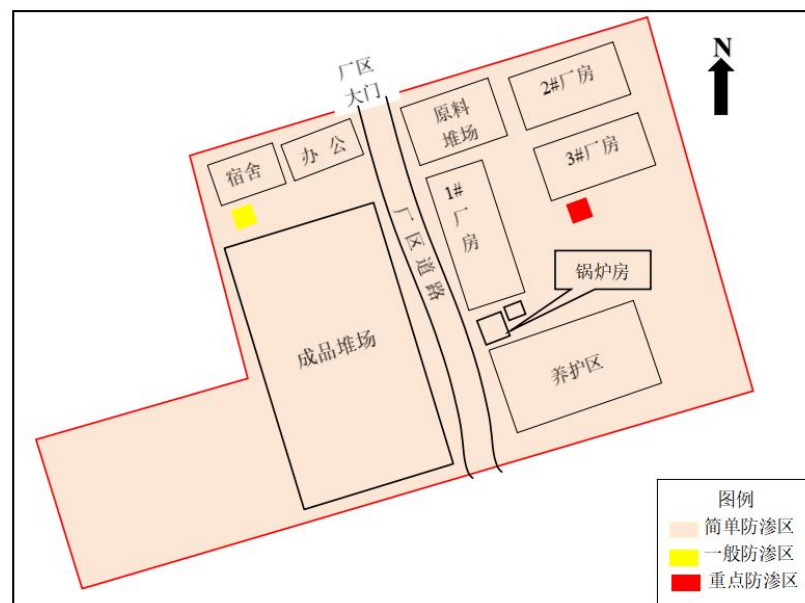 厂区
大门
N
宿舍
办 公
原料
堆场
2#厂房
3#厂房
1#
厂
房
厂区道路
锅炉房
成品堆场
养护区
图例
简单防渗区
一般防渗区
重点防渗区